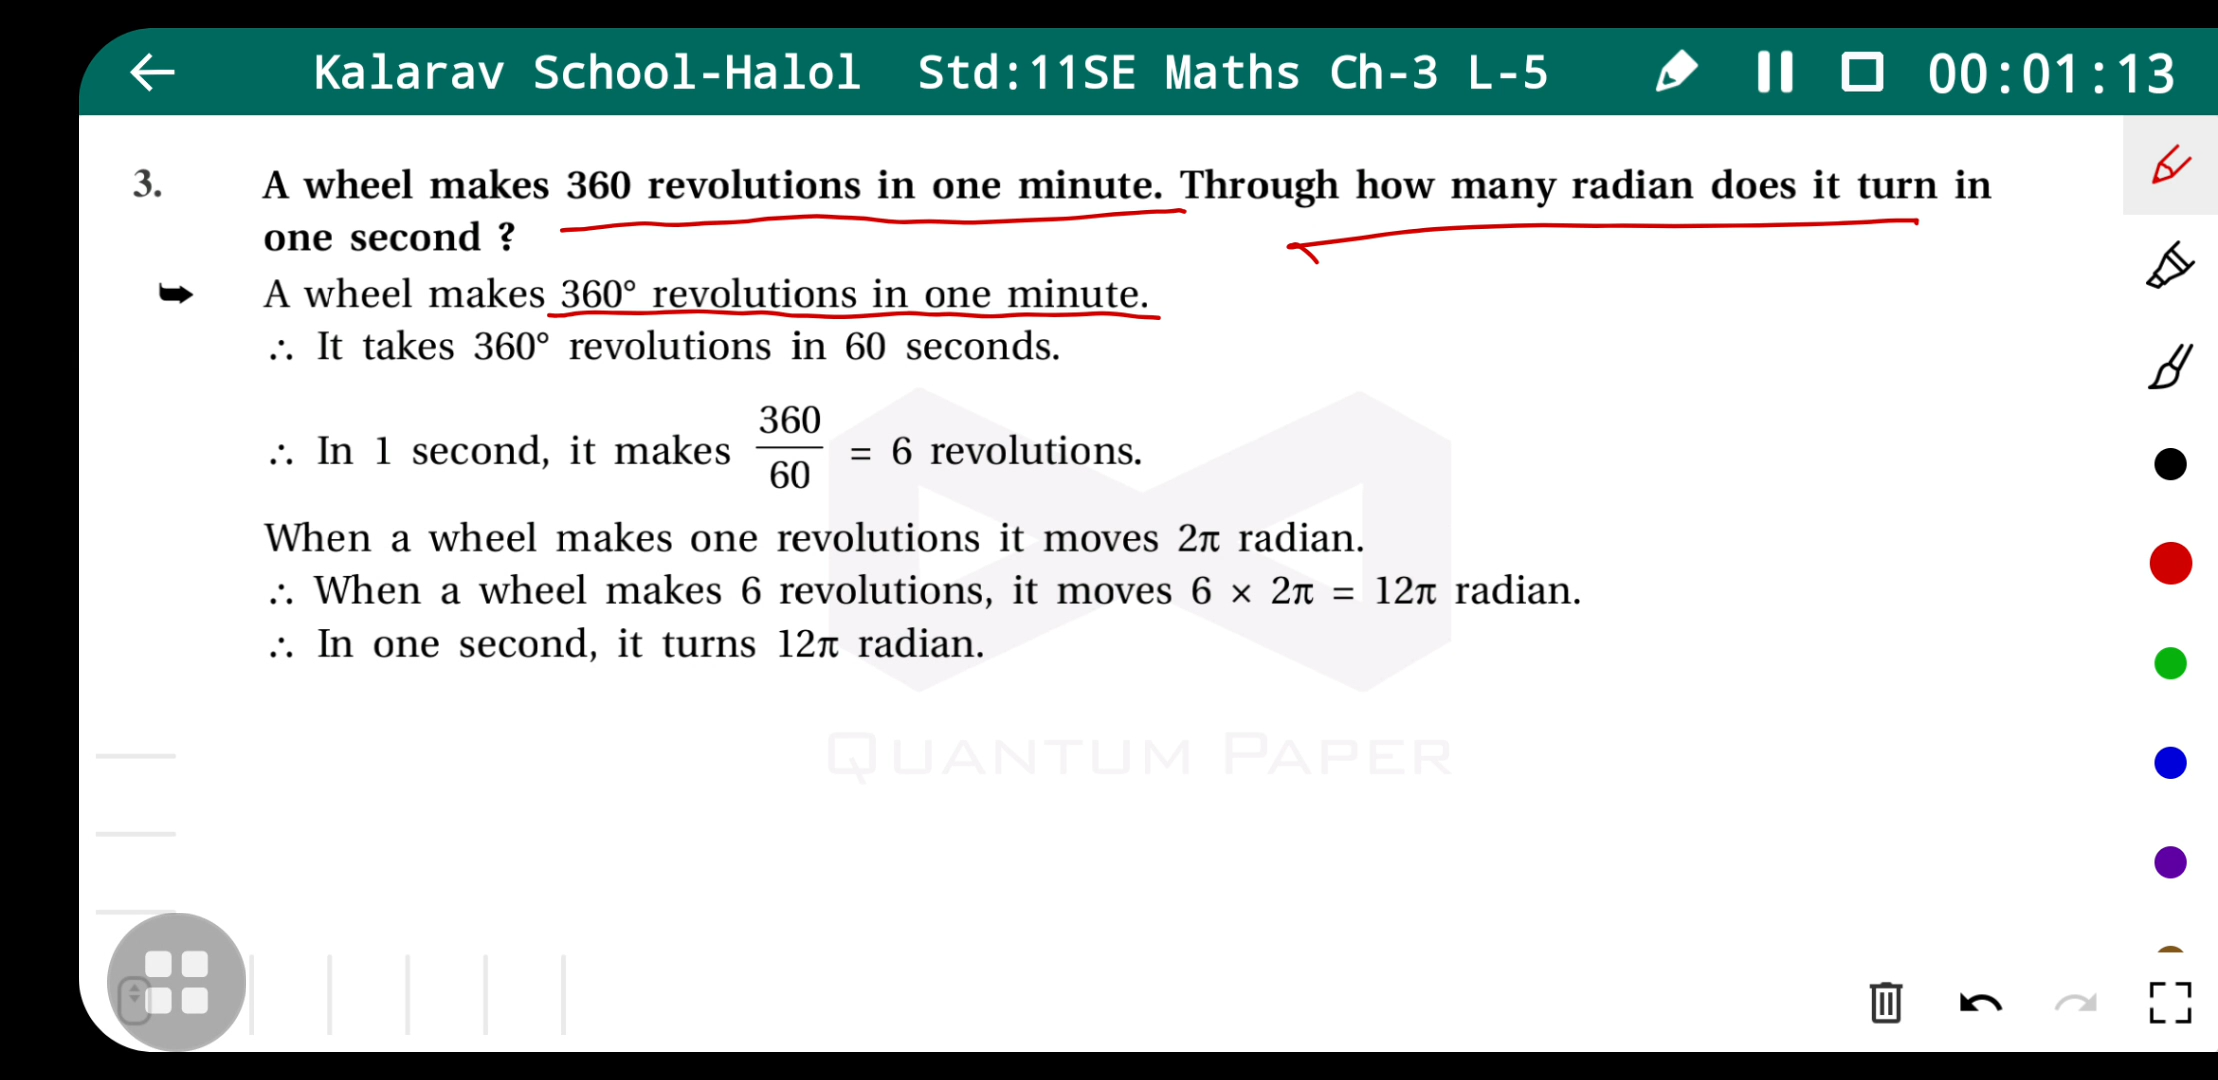 Kalarav School-Halol Std:11SE Maths Ch-3 L-5 00:01:13
3. A wheel makes 360 revolutions in one minute. Through how many radian does it turn in
one second ?
A wheel makes 360° revolutions in one minute.
∴ It takes 360° revolutions in 60 seconds.
∴ In 1 second, it makes 360/60 = 6 revolutions.
When a wheel makes one revolutions it moves 2π radian.
∴ When a wheel makes 6 revolutions, it moves 6 × 2π = 12π radian.
∴ In one second, it turns 12π radian.
QUANTUM PAPER